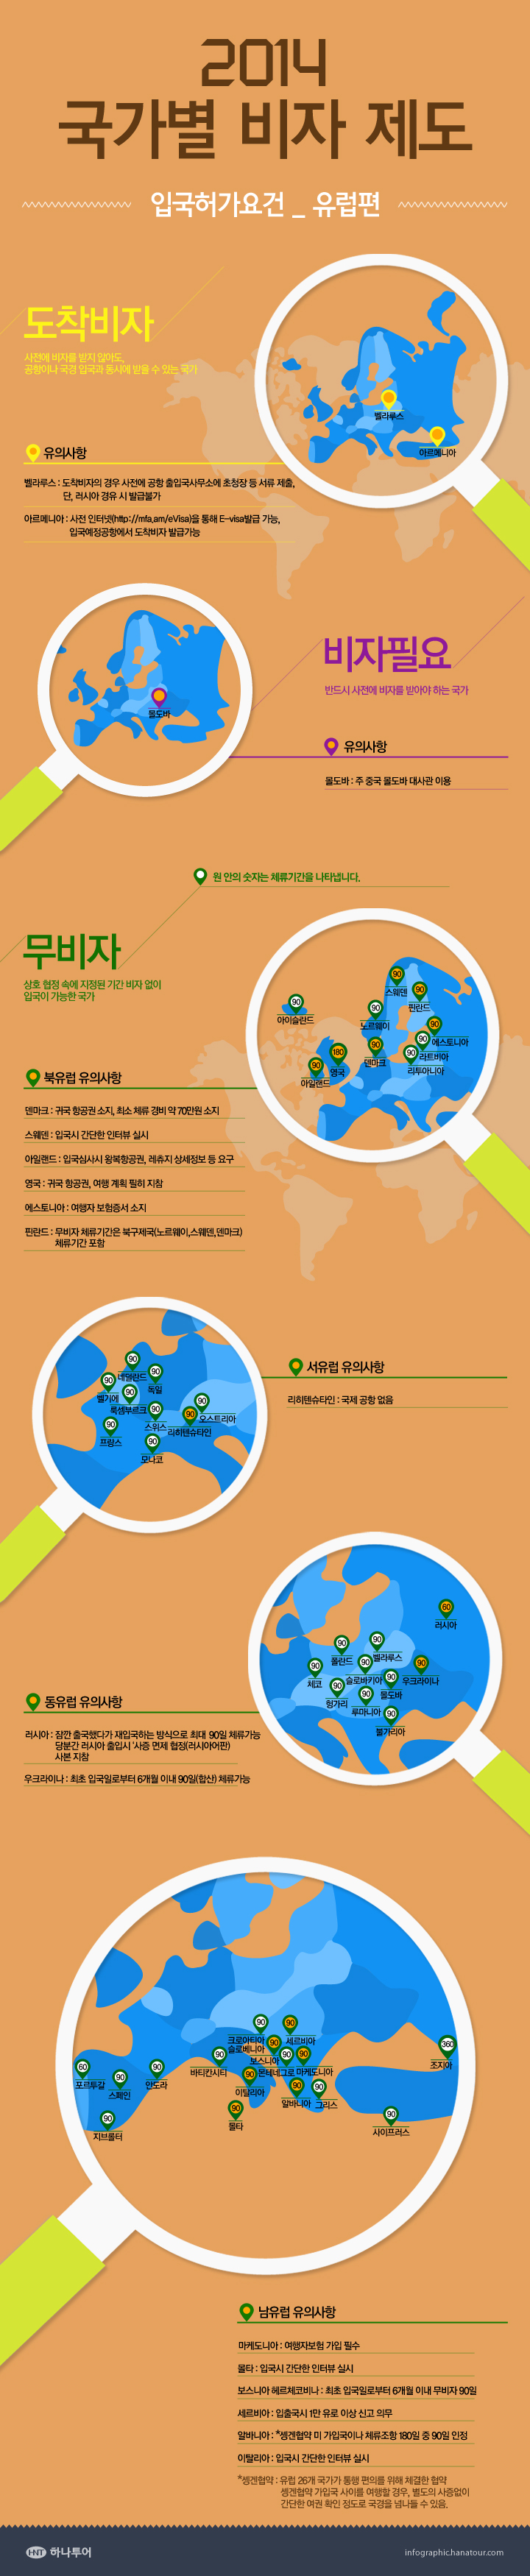 2014
국가별 비자 제도
입국허가요건 _ 유럽편
도착비자
사전에 비자를 받지 않아도,
공항이나 국경 입국과 동시에 받을 수 있는 국가
벨라루스
아르메니아
유의사항
벨라루스 : 도착비자의 경우 사전에 공항 출입국사무소에 초청장 등 서류 제출,
단, 러시아 경유 시 발급불가
아르메니아 : 사전 인터넷(http://mfa,am/eVisa)을 통해 E-visa발급 가능,
입국예정공항에서 도착비자 발급가능
몰도바
비자필요
반드시 사전에 비자를 받아야 하는 국가
유의사항
몰도바 : 주 중국 몰도바 대사관 이용
원 안의 숫자는 체류기간을 나타냅니다.
무비자
상호 협정 속에 지정된 기간 비자 없이
입국이 가능한 국가
90
스웨덴
90
핀란드
90
아이슬란드
90
노르웨이
90
에스토니아
90
라트비아
90
리투아니아
90
덴마크
180
영국
90
아일랜드
북유럽 유의사항
덴마크 : 귀국 항공권 소지, 최소 체류 경비 약 70만원 소지
스웨덴 : 입국시 간단한 인터뷰 실시
아일랜드 : 입국심사시 왕복항공권, 레츄지 상세정보 등 요구
영국 : 귀국 항공권, 여행 계획 필히 지참
에스토니아 : 여행자 보험증서 소지
핀란드 : 무비자 체류기간은 북구제국(노르웨이,스웨덴,덴마크)
체류기간 포함
90
네덜란드
90
독일
90
벨기에
90
룩셈부르크
90
스위스
90
리히텐슈타인
90
오스트리아
90
프랑스
90
모나코
서유럽 유의사항
리히텐슈타인 : 국제 공항 없음
60
러시아
90
폴란드
90
벨라루스
90
체코
90
슬로바키아
90
우크라이나
90
헝가리
90
몰도바
90
루마니아
90
불가리아
동유럽 유의사항
러시아 : 잠깐 출국했다가 재입국하는 방식으로 최대 90일 체류가능
당분간 러시아 출입시 '사증 면제 협정(러시아어판)
사본 지참
우크라이나 : 최초 입국일로부터 6개월 이내 90일(합산) 체류가능
90
크로아티아
슬로베니아
90
세르비아
90
보스니아
90
몬테네그로
90
마케도니아
360
조지아
60
포르투갈
90
스페인
90
안도라
90
바티칸시티
90
이탈리아
90
알바니아
90
그리스
90
몰타
90
지브롤터
90
사이프러스
남유럽 유의사항
마케도니아 : 여행자보험 가입 필수
몰타 : 입국시 간단한 인터뷰 실시
보스니아 헤르체코비나 : 최초 입국일로부터 6개월 이내 무비자 90일
세르비아 : 입출국시 1만 유로 이상 신고 의무
알바니아 : *셍겐협약 미 가입국이나 체류조항 180일 중 90일 인정
이탈리아 : 입국시 간단한 인터뷰 실시
*셍겐협약 : 유럽 26개 국가가 통행 편의를 위해 체결한 협약
셍겐협약 가입국 사이를 여행할 경우, 별도의 사증없이
간단한 여권 확인 정도로 국경을 넘나들 수 있음.
HNT 하나투어
infographic.hanatour.com